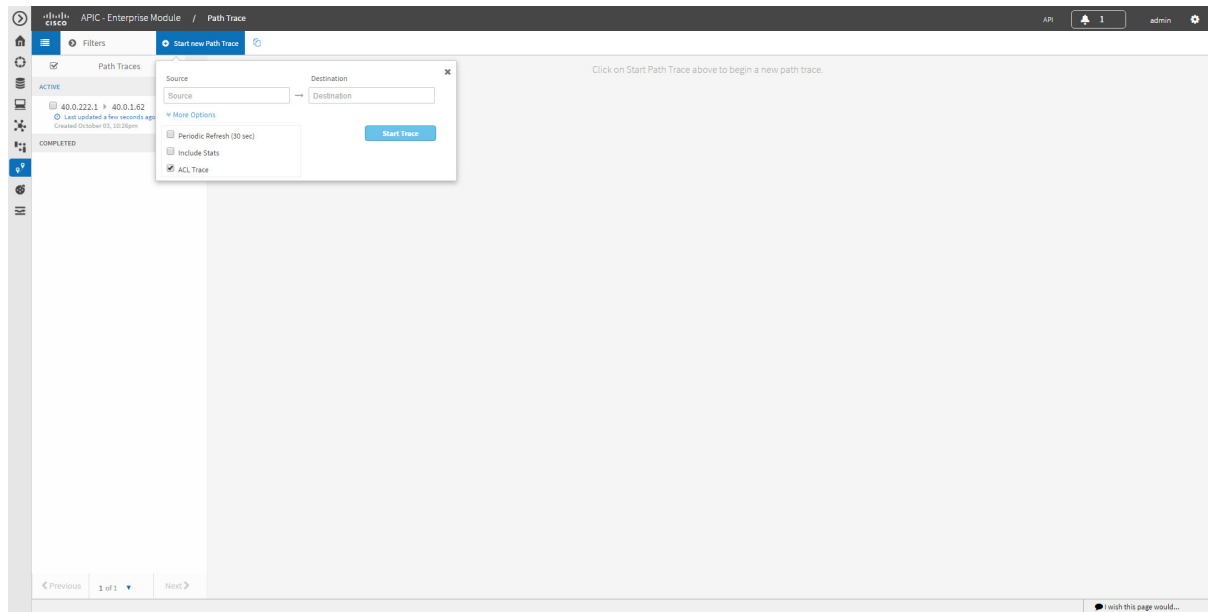 CISCO APIC - Enterprise Module / Path Trace
API 1 admin
Filters
Start new Path Trace
Path Traces
ACTIVE
40.0.222.1 40.0.1.62
Last updated a few seconds ago
Created October 03, 10:26pm
COMPLETED
Source
Destination
Source
→
Destination
More Options
Periodic Refresh (30 sec)
Include Stats
ACL Trace
Start Trace
Click on Start Path Trace above to begin a new path trace.
Previous 1 of 1 Next
I wish this page would...